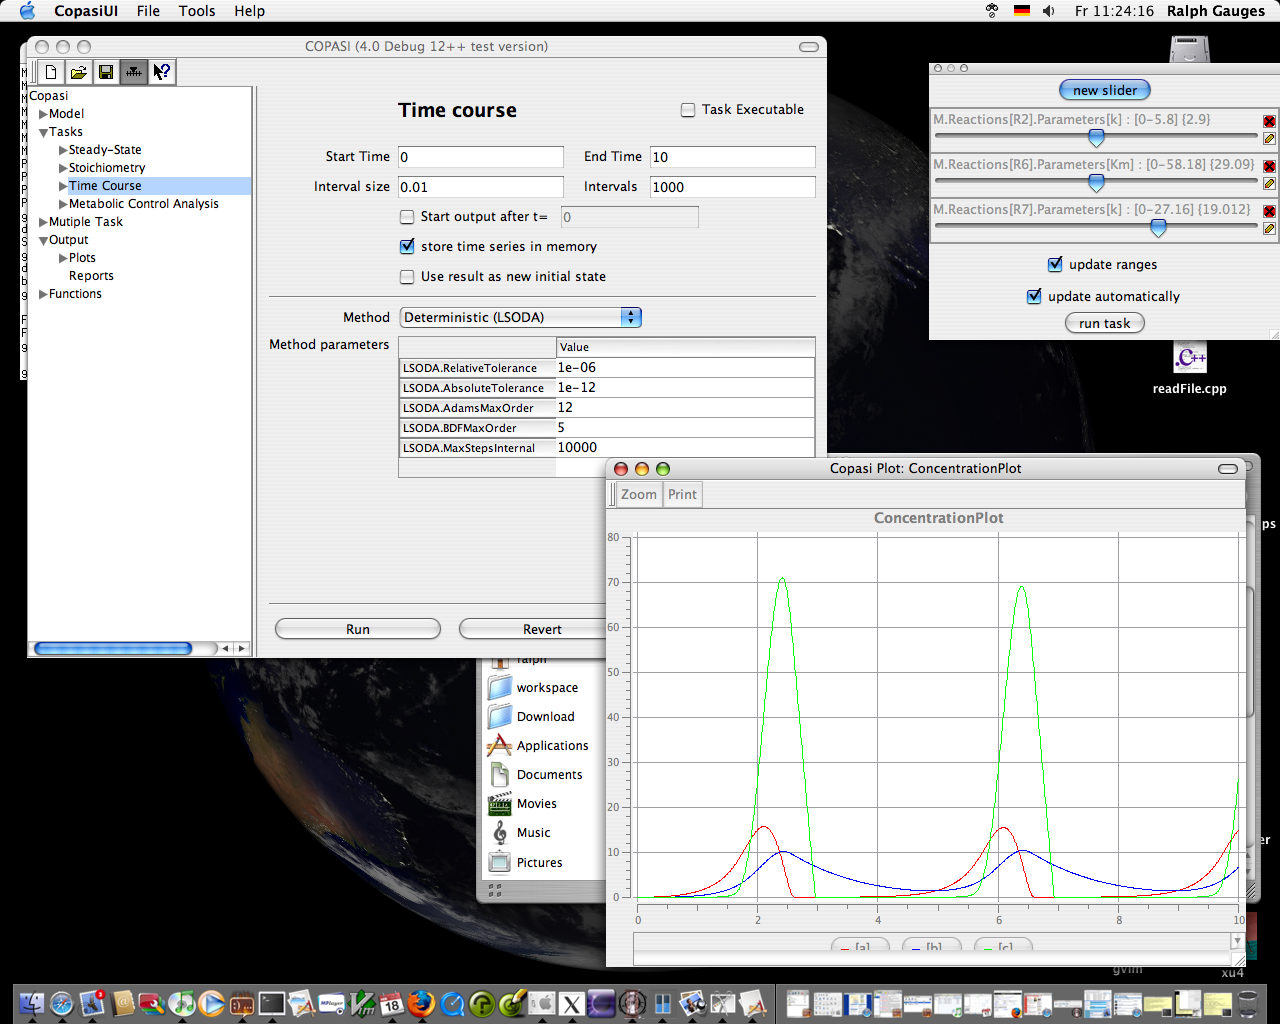 CopasiUI File Tools Help
Fr 11:24:16 Ralph Gauges
COPASI (4.0 Debug 12++ test version)
Copasi
Model
Tasks
Steady-State
Stoichiometry
Time Course
Metabolic Control Analysis
Mutiple Task
Output
Plots
Reports
Functions
Time course
Task Executable
Start Time 0 End Time 10
Interval size 0.01 Intervals 1000
Start output after t= 0
store time series in memory
Use result as new initial state
Method Deterministic (LSODA)
Method parameters
Value
LSODA.RelativeTolerance 1e-06
LSODA.AbsoluteTolerance 1e-12
LSODA.AdamsMaxOrder 12
LSODA.BDFMaxOrder 5
LSODA.MaxStepsInternal 10000
Run Revert
new slider
M.Reactions[R2].Parameters[k] : [0-5.8] {2.9}
M.Reactions[R6].Parameters[Km] : [0-58.18] {29.09}
M.Reactions[R7].Parameters[k] : [0-27.16] {19.012}
update ranges
update automatically
run task
C++
readFile.cpp
Copasi Plot: ConcentrationPlot
Zoom Print
ConcentrationPlot
80
70
60
50
40
30
20
10
0
0 2 4 6 8 10
[a] [b] [c]
ralph
workspace
Download
Applications
Documents
Movies
Music
Pictures
ps
er
gvim
xu4
18